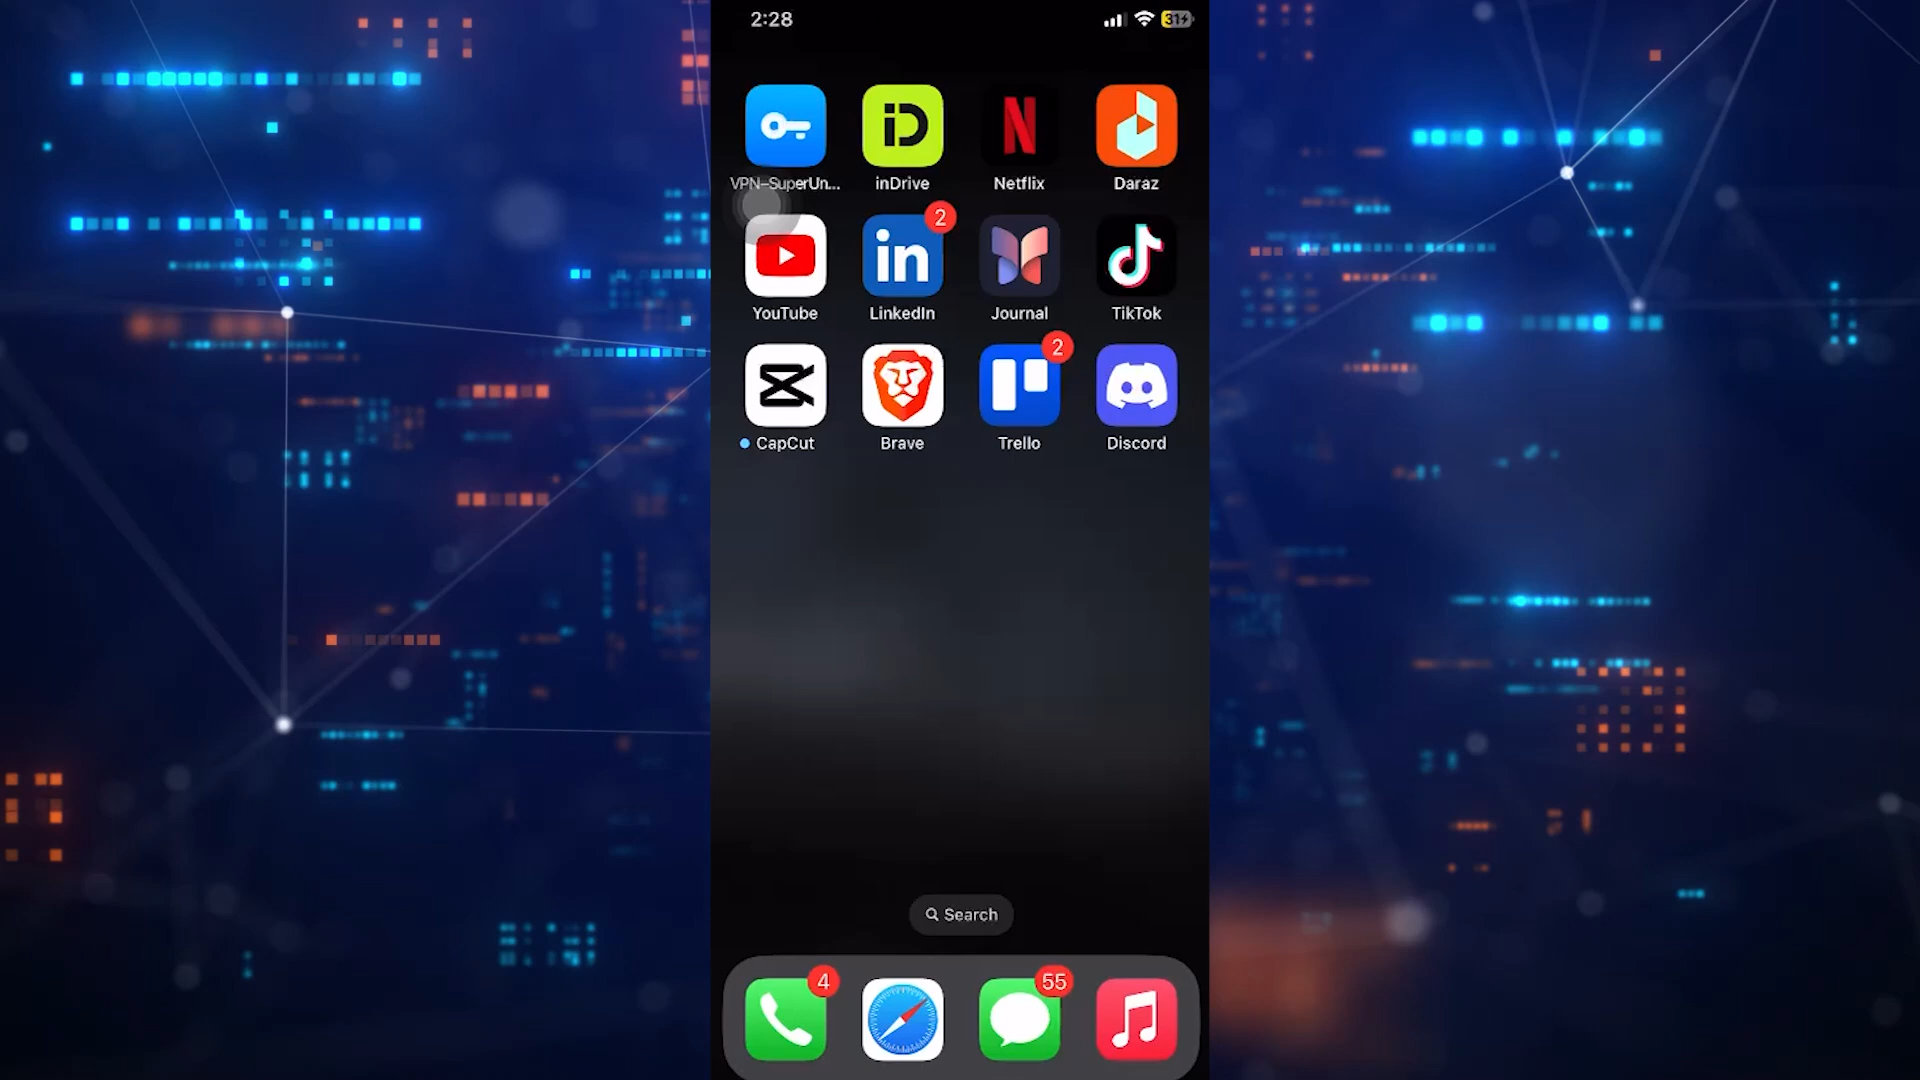 2:28
31
VPN-SuperUn...
inDrive
Netflix
Daraz
2
YouTube
LinkedIn
Journal
TikTok
2
CapCut
Brave
Trello
Discord
Search
4
55